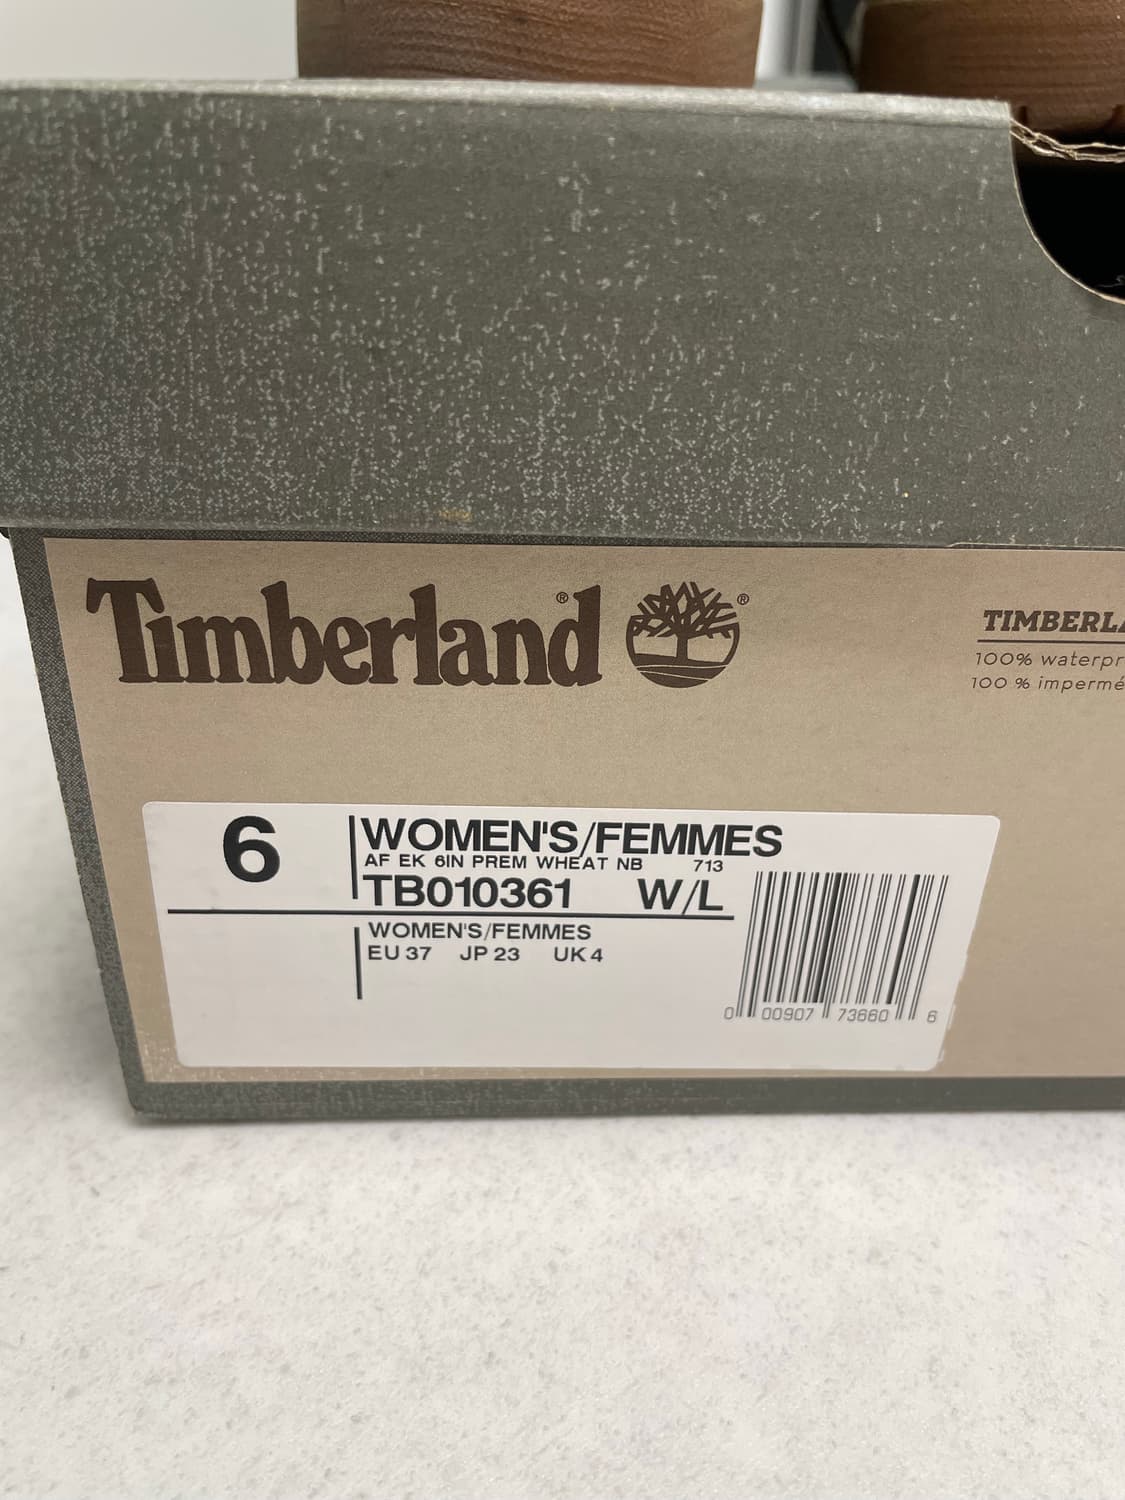 Timberland® ®
TIMBERLA
100% waterpr
100 % impermé
6
WOMEN'S/FEMMES
AF EK 6IN PREM WHEAT NB 713
TB010361 W/L
WOMEN'S/FEMMES
EU 37 JP 23 UK 4
0 00907 73660 6